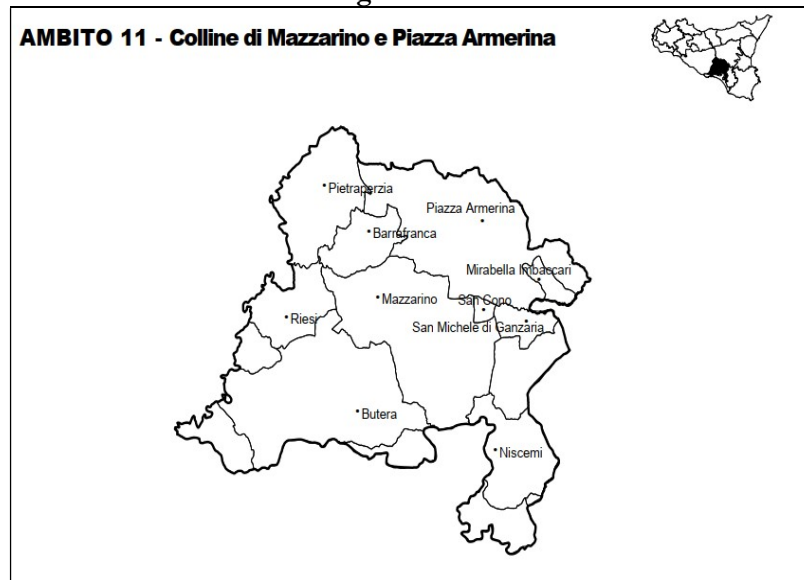 AMBITO 11 - Colline di Mazzarino e Piazza Armerina
Pietraperzia
Piazza Armerina
Barrafranca
Mirabella Imbaccari
Mazzarino
San Cono
Riesi
San Michele di Ganzaria
Butera
Niscemi